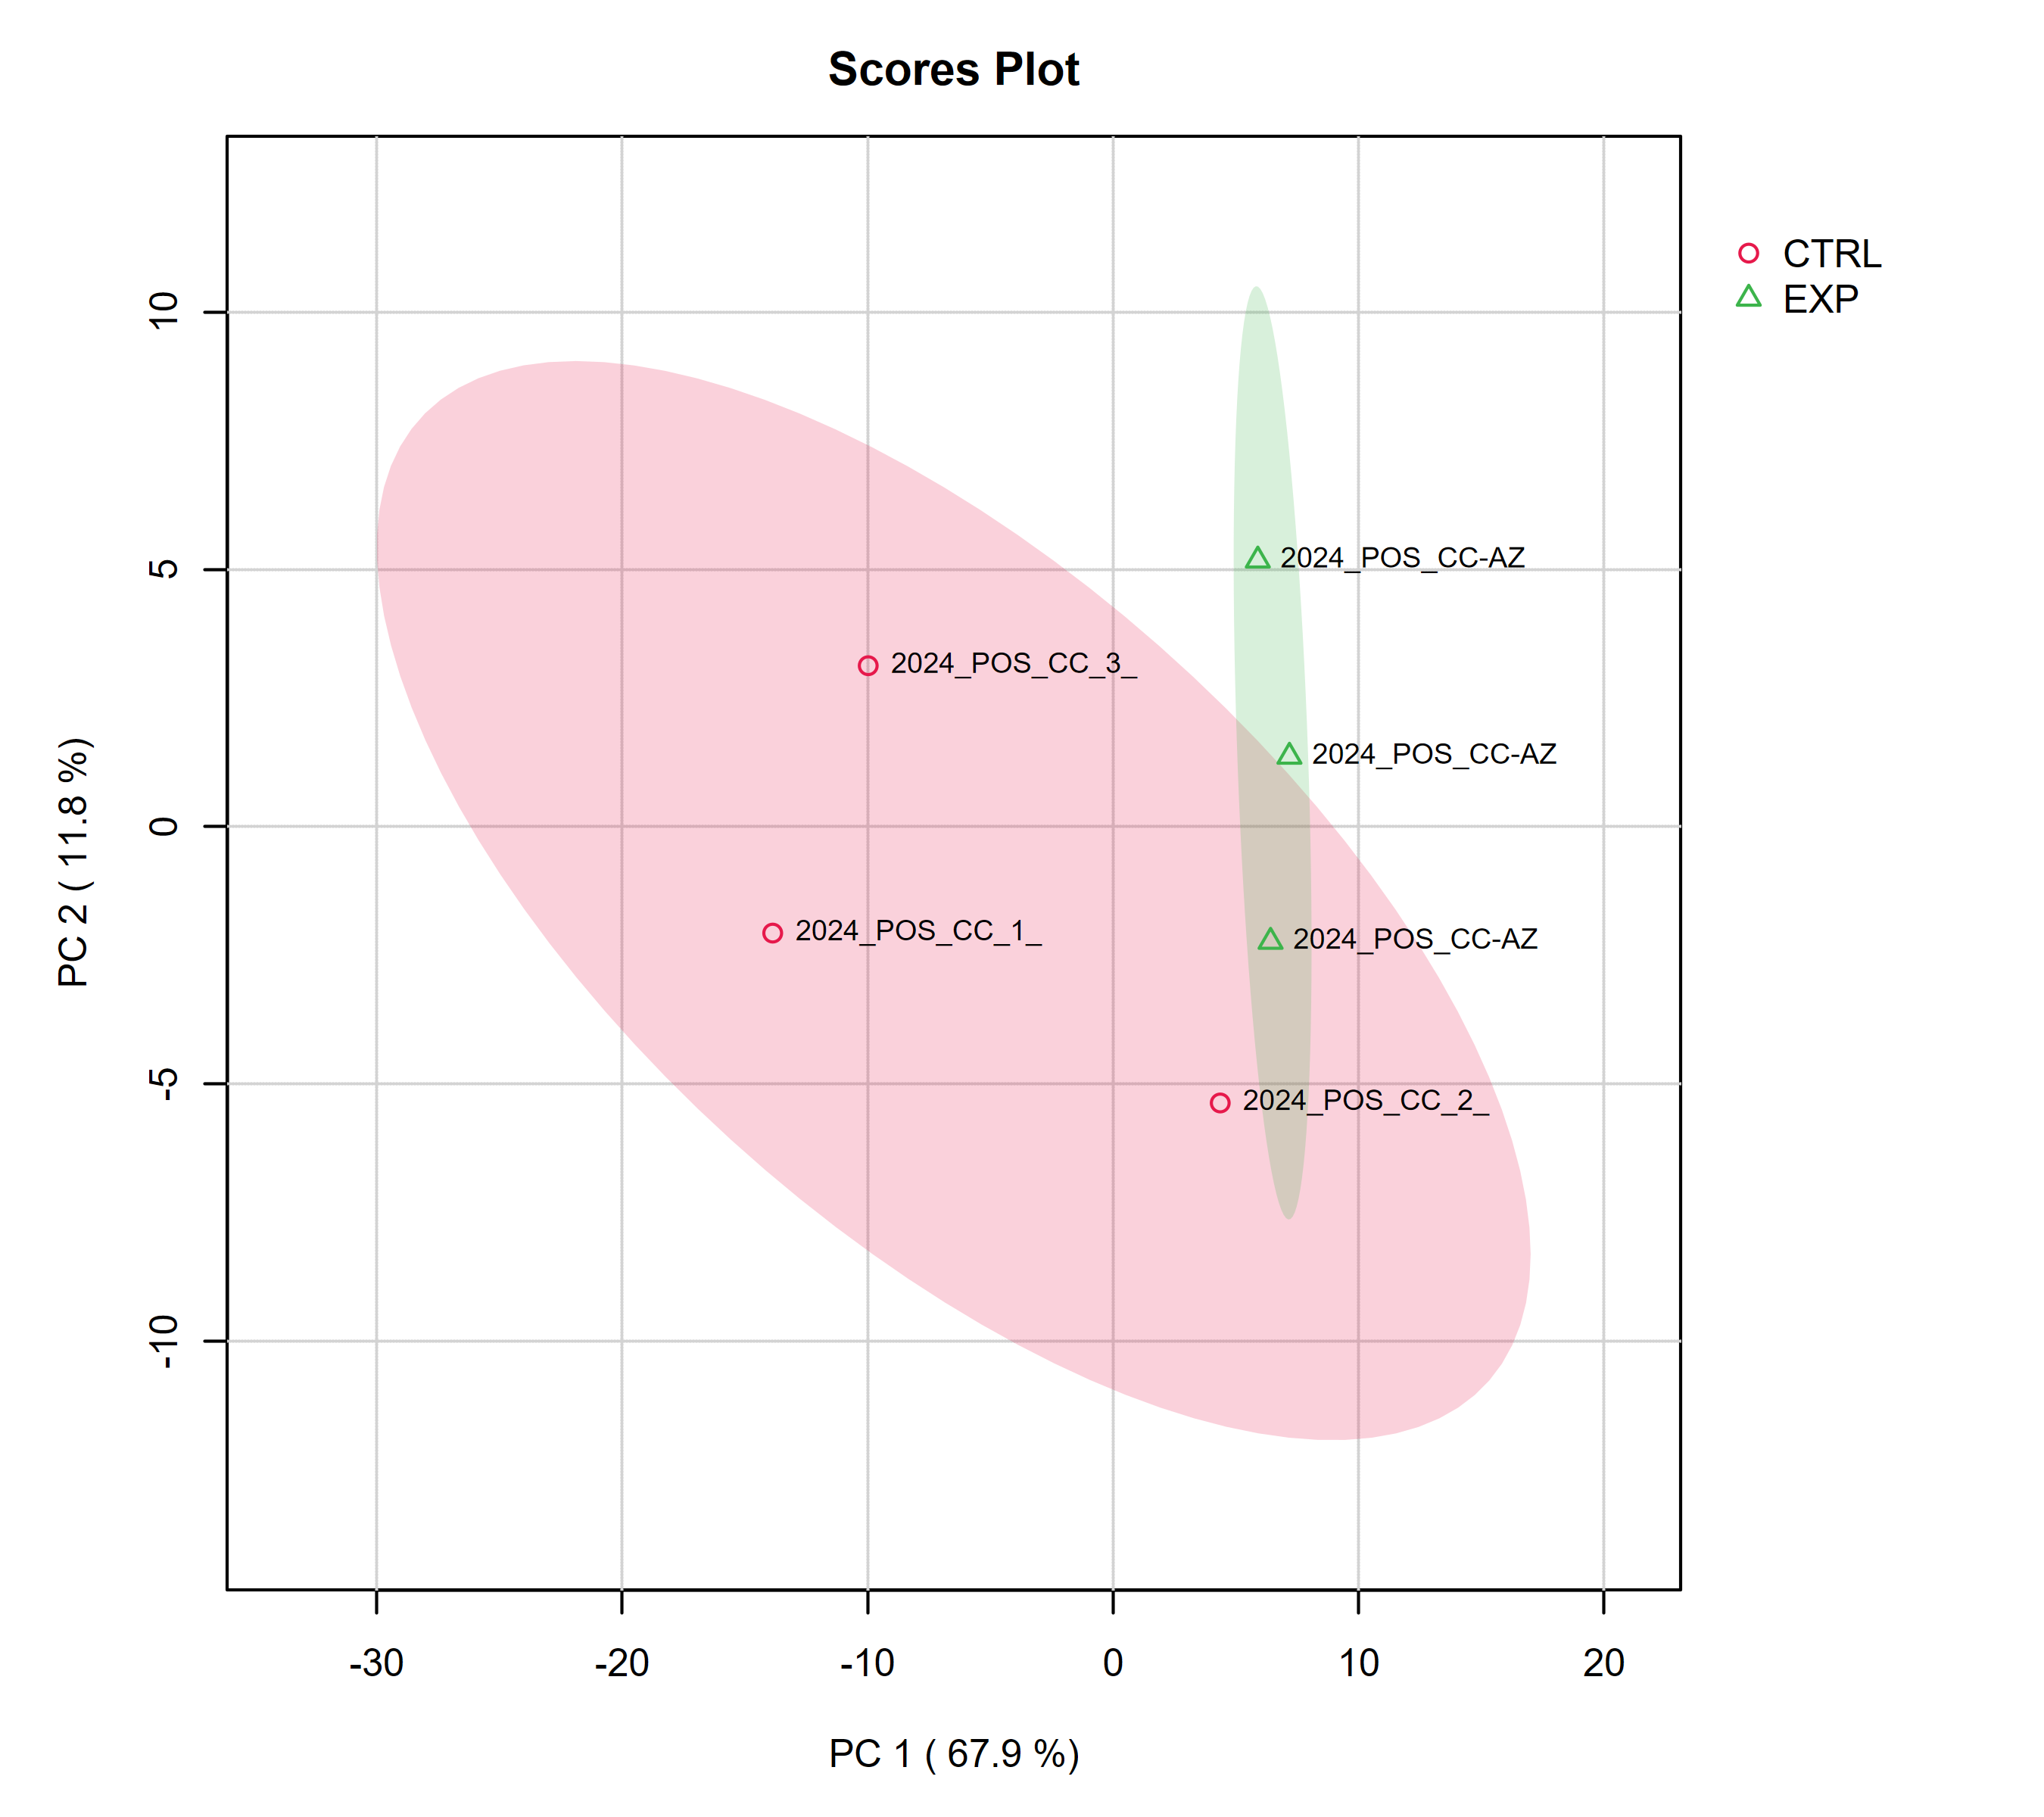 Scores Plot
CTRL
EXP
10
5
0
-5
-10
PC 2 ( 11.8 %)
2024_POS_CC-AZ
2024_POS_CC_3_
2024_POS_CC-AZ
2024_POS_CC_1_
2024_POS_CC-AZ
2024_POS_CC_2_
-30
-20
-10
0
10
20
PC 1 ( 67.9 %)